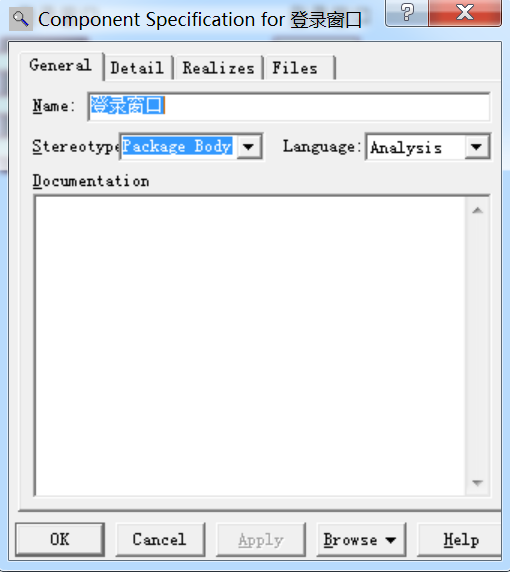 Component Specification for 登录窗口
General Detail Realizes Files
Name: 登录窗口
Stereotype Package Body Language: Analysis
Documentation
OK Cancel Apply Browse Help